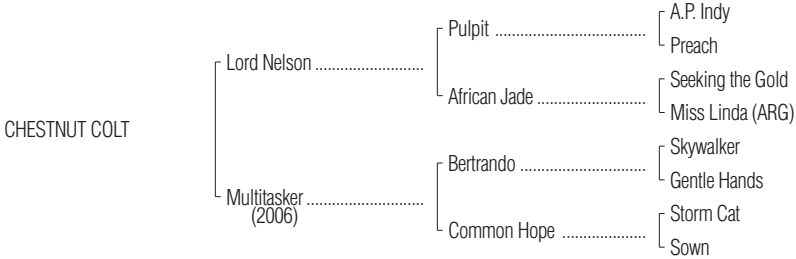 A.P. Indy
Pulpit ..................................
Preach
Lord Nelson .........................
Seeking the Gold
African Jade ........................
Miss Linda (ARG)
CHESTNUT COLT
Skywalker
Bertrando ............................
Gentle Hands
Multitasker ...........................
(2006)
Storm Cat
Common Hope ...................
Sown